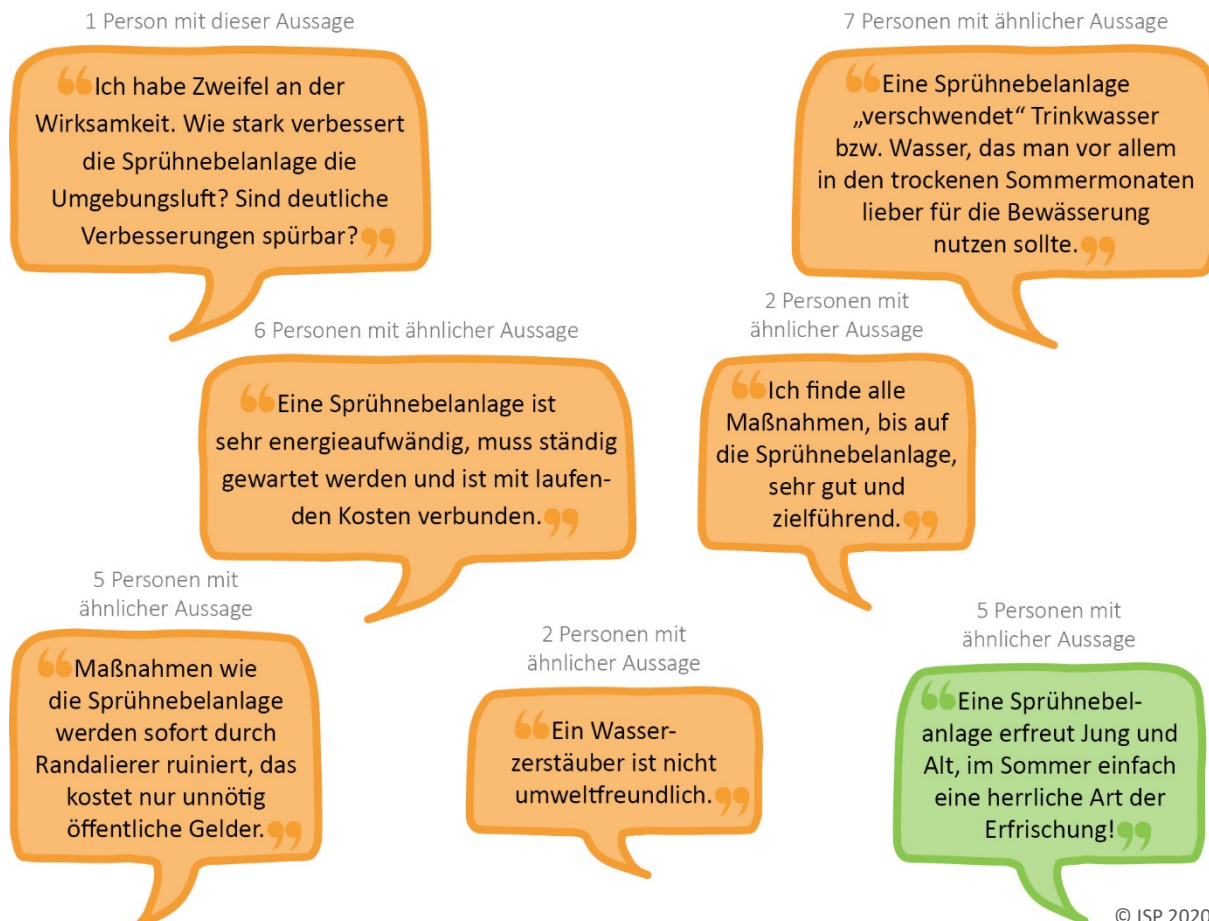 1 Person mit dieser Aussage
“Ich habe Zweifel an der
Wirksamkeit. Wie stark verbessert
die Sprühnebelanlage die
Umgebungsluft? Sind deutliche
Verbesserungen spürbar?”
7 Personen mit ähnlicher Aussage
“Eine Sprühnebelanlage
„verschwendet“ Trinkwasser
bzw. Wasser, das man vor allem
in den trockenen Sommermonaten
lieber für die Bewässerung
nutzen sollte.”
6 Personen mit ähnlicher Aussage
“Eine Sprühnebelanlage ist
sehr energieaufwändig, muss ständig
gewartet werden und ist mit laufen-
den Kosten verbunden.”
2 Personen mit
ähnlicher Aussage
“Ich finde alle
Maßnahmen, bis auf
die Sprühnebelanlage,
sehr gut und
zielführend.”
5 Personen mit
ähnlicher Aussage
“Maßnahmen wie
die Sprühnebelanlage
werden sofort durch
Randalierer ruiniert, das
kostet nur unnötig
öffentliche Gelder.”
2 Personen mit
ähnlicher Aussage
“Ein Wasser-
zerstäuber ist nicht
umweltfreundlich.”
5 Personen mit
ähnlicher Aussage
“Eine Sprühnebel-
anlage erfreut Jung und
Alt, im Sommer einfach
eine herrliche Art der
Erfrischung!”
© JSP 2020